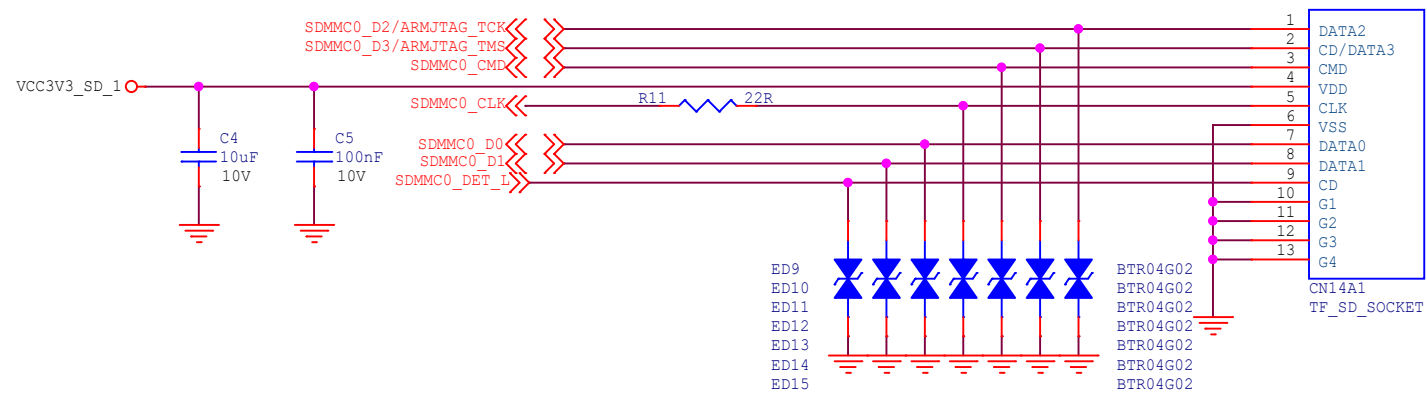 SDMMC0_D2/ARMJTAG_TCK
SDMMC0_D3/ARMJTAG_TMS
SDMMC0_CMD
VCC3V3_SD_1
SDMMC0_CLK
R11 22R
SDMMC0_D0
SDMMC0_D1
SDMMC0_DET_L
C4
10uF
10V
C5
100nF
10V
1 DATA2
2 CD/DATA3
3 CMD
4 VDD
5 CLK
6 VSS
7 DATA0
8 DATA1
9 CD
10 G1
11 G2
12 G3
13 G4
CN14A1
TF_SD_SOCKET
ED9 BTR04G02
ED10 BTR04G02
ED11 BTR04G02
ED12 BTR04G02
ED13 BTR04G02
ED14 BTR04G02
ED15 BTR04G02